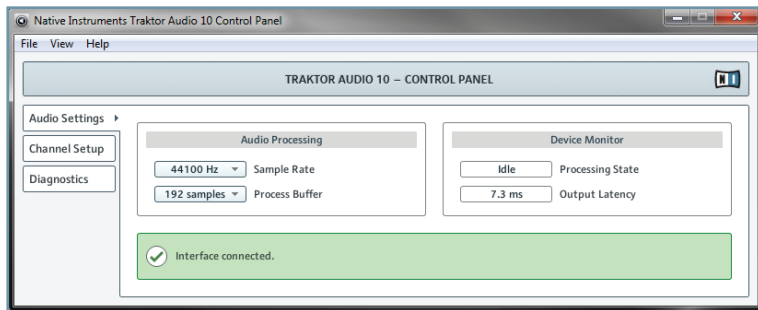 Native Instruments Traktor Audio 10 Control Panel
File View Help
TRAKTOR AUDIO 10 – CONTROL PANEL
NI
Audio Settings
Channel Setup
Diagnostics
Audio Processing
44100 Hz Sample Rate
192 samples Process Buffer
Device Monitor
Idle Processing State
7.3 ms Output Latency
Interface connected.